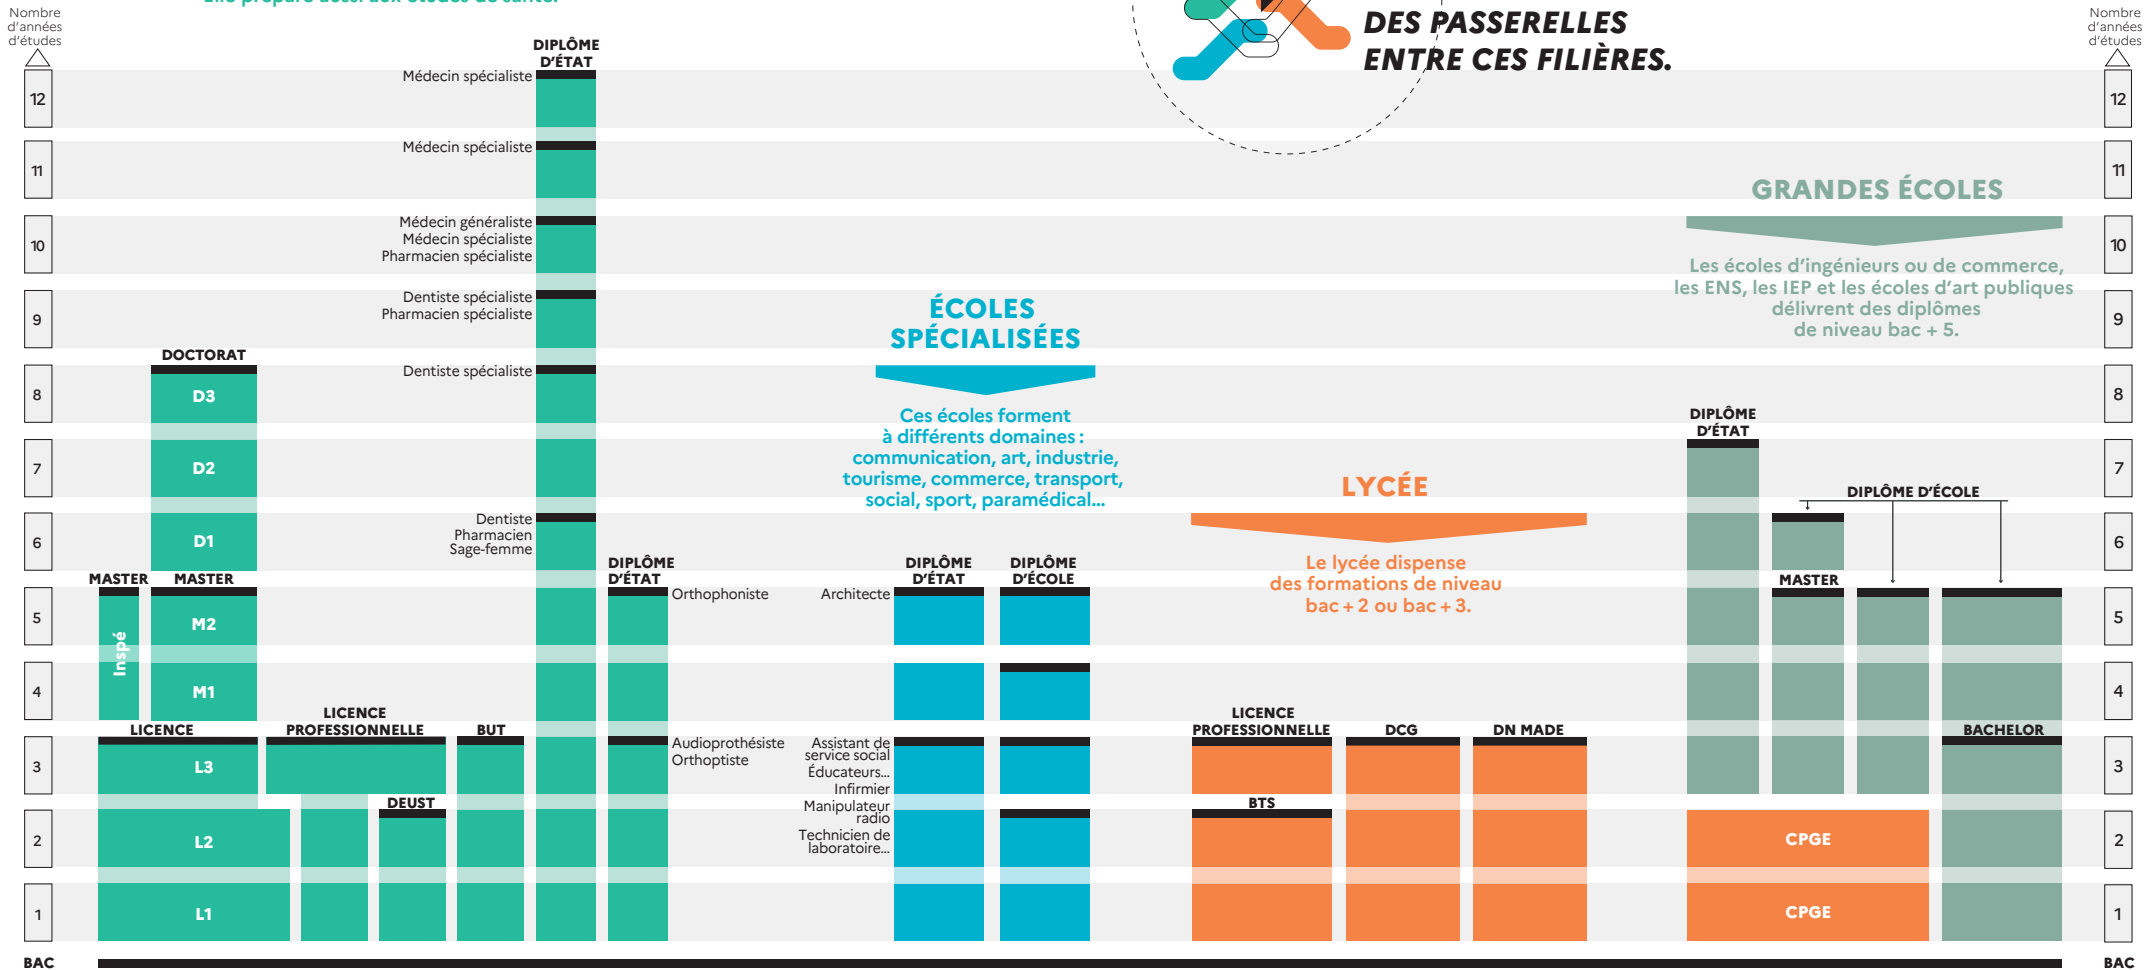 Elle prépare aussi aux études de santé.
DES PASSERELLES
ENTRE CES FILIÈRES.
Nombre
d'années
d'études
Nombre
d'années
d'études
DIPLÔME
D'ÉTAT
12
Médecin spécialiste
12
11
Médecin spécialiste
11
GRANDES ÉCOLES
10
Médecin généraliste
Médecin spécialiste
Pharmacien spécialiste
10
Les écoles d'ingénieurs ou de commerce,
les ENS, les IEP et les écoles d'art publiques
délivrent des diplômes
de niveau bac + 5.
9
Dentiste spécialiste
Pharmacien spécialiste
9
ÉCOLES
SPÉCIALISÉES
Ces écoles forment
à différents domaines :
communication, art, industrie,
tourisme, commerce, transport,
social, sport, paramédical...
DOCTORAT
8
D3
Dentiste spécialiste
8
DIPLÔME
D'ÉTAT
7
D2
7
LYCÉE
Le lycée dispense
des formations de niveau
bac + 2 ou bac + 3.
DIPLÔME D'ÉCOLE
6
D1
Dentiste
Pharmacien
Sage-femme
6
MASTER
MASTER
DIPLÔME
D'ÉTAT
DIPLÔME
D'ÉTAT
DIPLÔME
D'ÉCOLE
MASTER
5
Inspé
M2
Orthophoniste
Architecte
5
4
M1
4
LICENCE
LICENCE
PROFESSIONNELLE
BUT
LICENCE
PROFESSIONNELLE
DCG
DN MADE
BACHELOR
3
L3
Audioprothésiste
Orthoptiste
Assistant de
service social
Éducateurs...
Infirmier
Manipulateur
radio
Technicien de
laboratoire...
3
DEUST
BTS
2
L2
CPGE
2
1
L1
CPGE
1
BAC
BAC